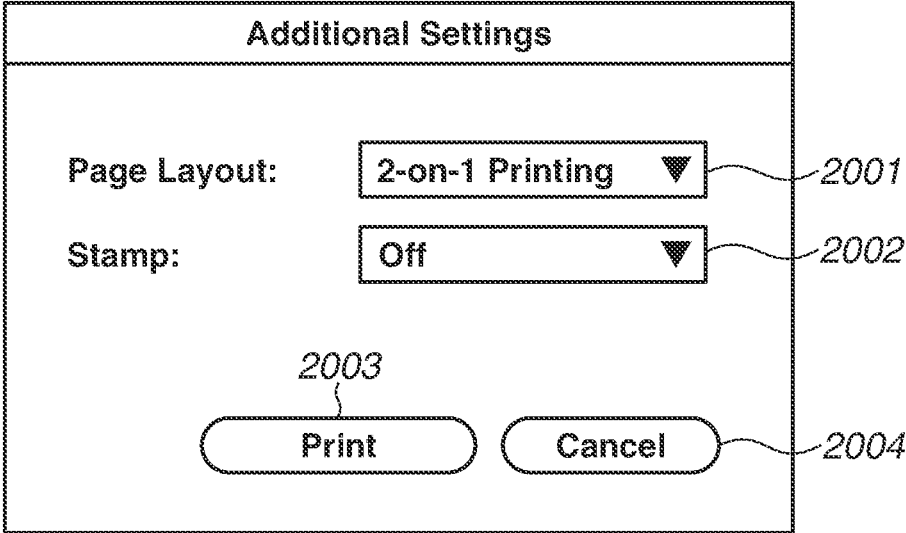 Additional Settings
Page Layout: 2-on-1 Printing ▼ 2001
Stamp: Off ▼ 2002
2003
Print Cancel 2004